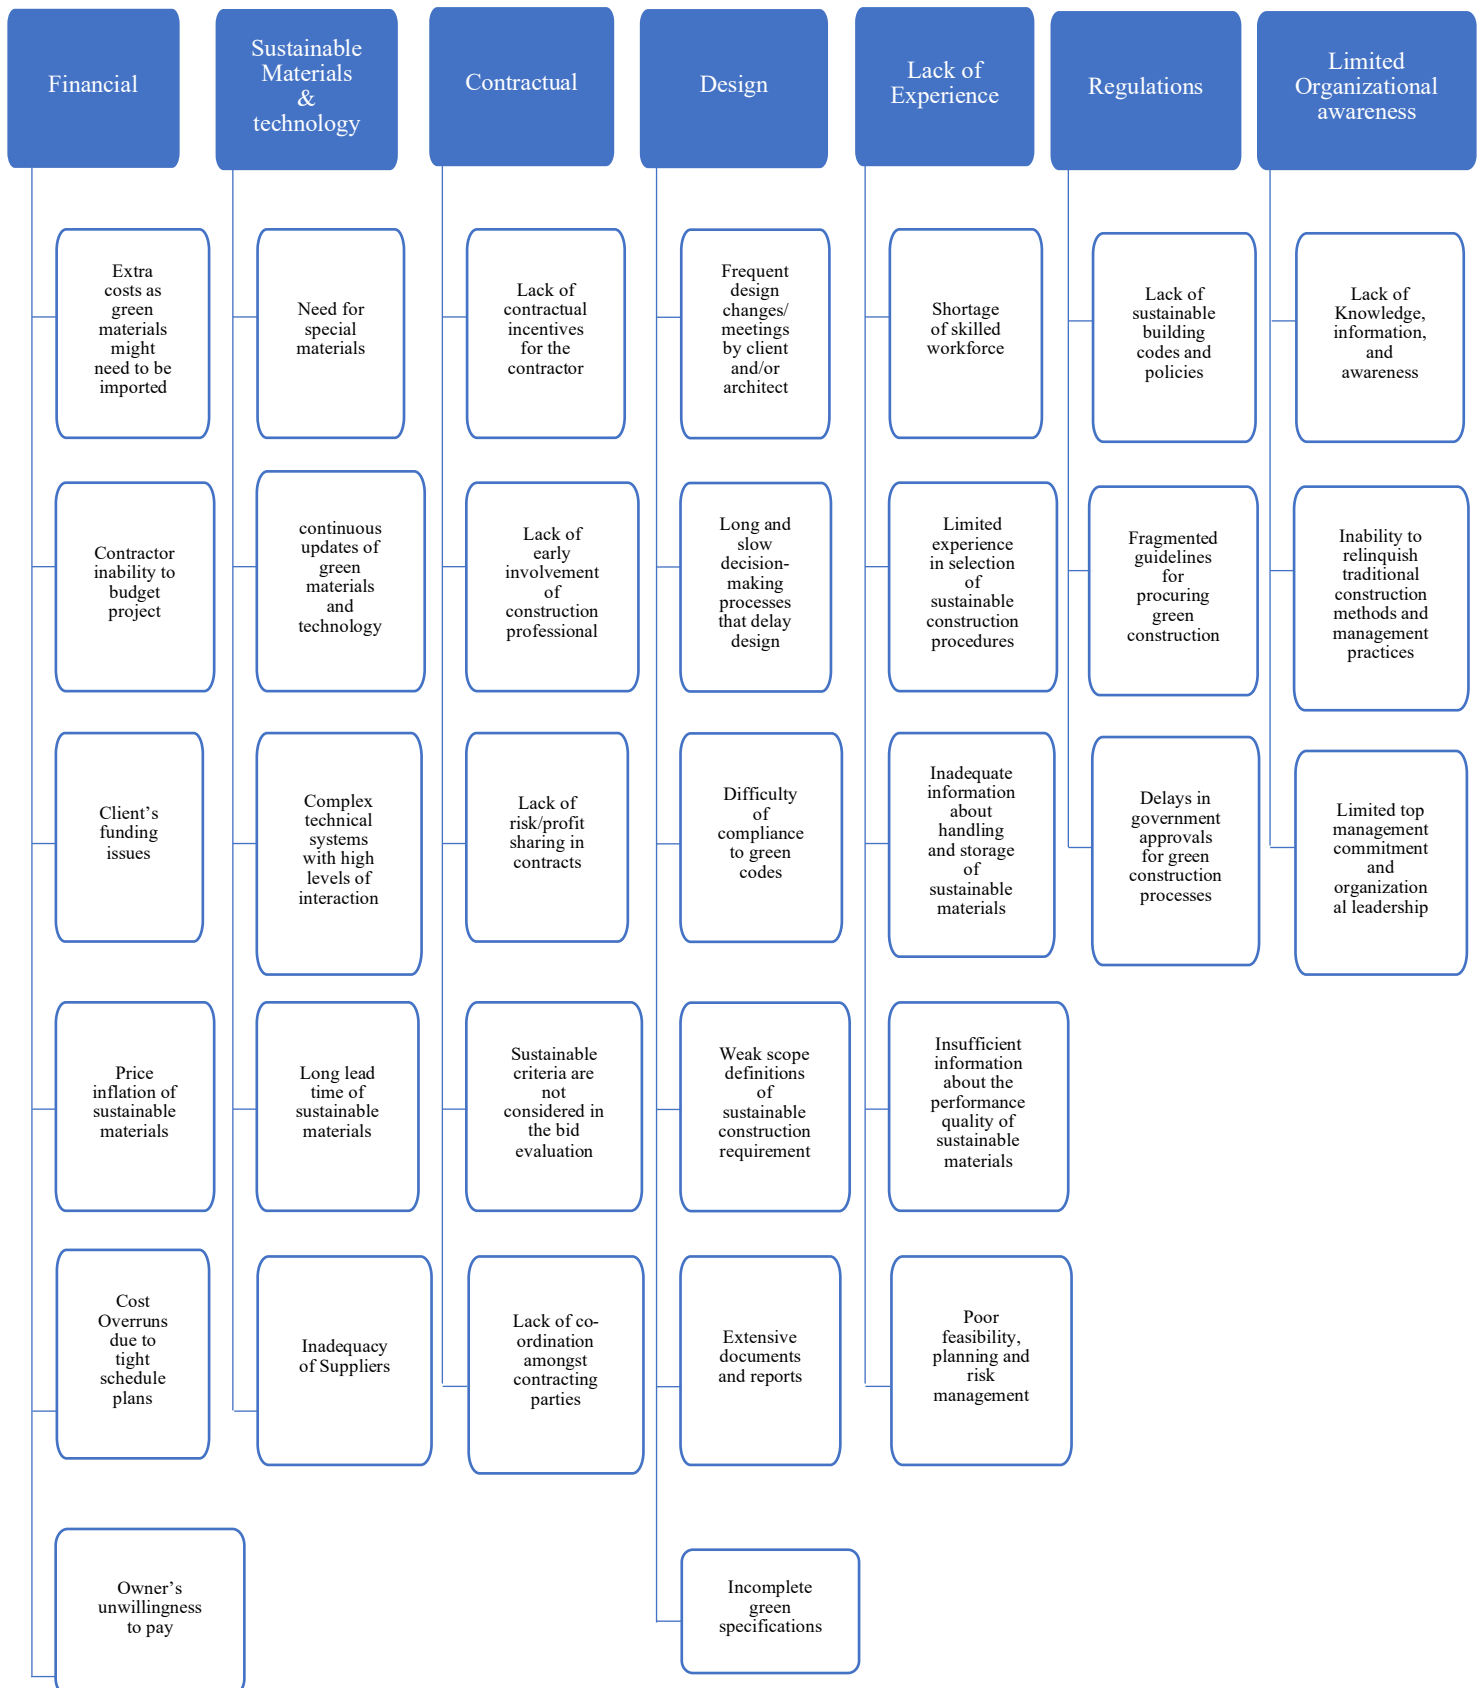 Financial
Sustainable
Materials
&
technology
Contractual
Design
Lack of
Experience
Regulations
Limited
Organizational
awareness
Extra
costs as
green
materials
might
need to be
imported
Need for
special
materials
Lack of
contractual
incentives
for the
contractor
Frequent
design
changes/
meetings
by client
and/or
architect
Shortage
of skilled
workforce
Lack of
sustainable
building
codes and
policies
Lack of
Knowledge,
information,
and
awareness
Contractor
inability to
budget
project
continuous
updates of
green
materials
and
technology
Lack of
early
involvement
of
construction
professional
Long and
slow
decision-
making
processes
that delay
design
Limited
experience
in selection
of
sustainable
construction
procedures
Fragmented
guidelines
for
procuring
green
construction
Inability to
relinquish
traditional
construction
methods and
management
practices
Client’s
funding
issues
Complex
technical
systems
with high
levels of
interaction
Lack of
risk/profit
sharing in
contracts
Difficulty
of
compliance
to green
codes
Inadequate
information
about
handling
and storage
of
sustainable
materials
Delays in
government
approvals
for green
construction
processes
Limited top
management
commitment
and
organization
al leadership
Price
inflation of
sustainable
materials
Long lead
time of
sustainable
materials
Sustainable
criteria are
not
considered in
the bid
evaluation
Weak scope
definitions
of
sustainable
construction
requirement
Insufficient
information
about the
performance
quality of
sustainable
materials
Cost
Overruns
due to
tight
schedule
plans
Inadequacy
of Suppliers
Lack of co-
ordination
amongst
contracting
parties
Extensive
documents
and reports
Poor
feasibility,
planning and
risk
management
Owner’s
unwillingness
to pay
Incomplete
green
specifications